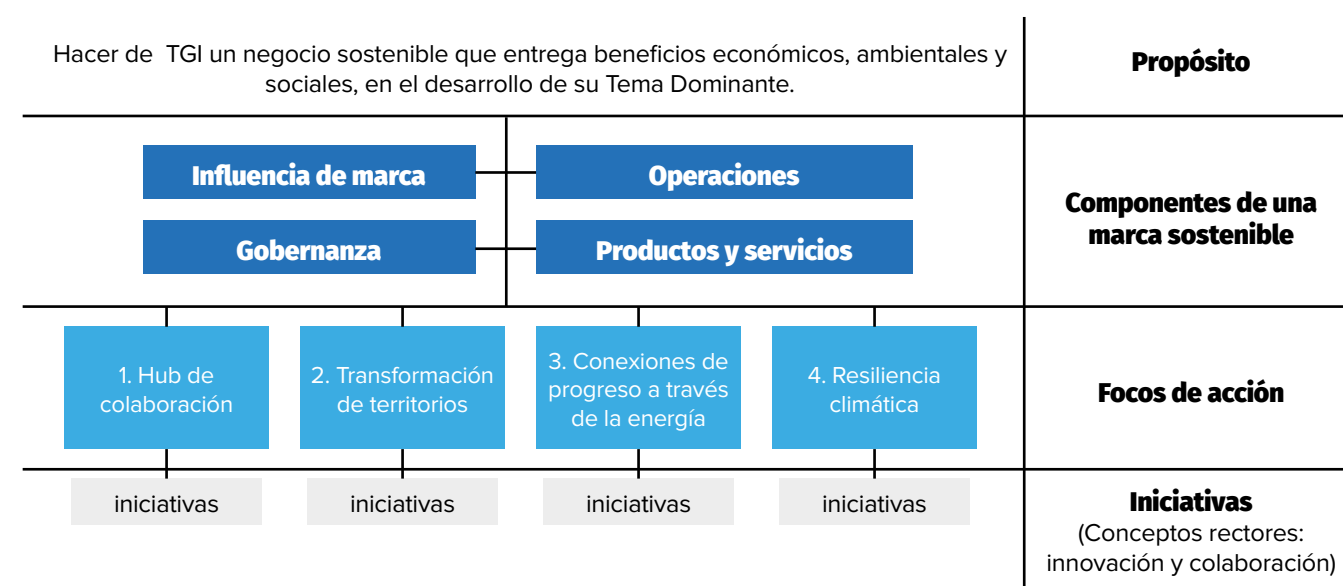 Hacer de TGI un negocio sostenible que entrega beneficios económicos, ambientales y
sociales, en el desarrollo de su Tema Dominante.
Propósito
Influencia de marca
Operaciones
Gobernanza
Productos y servicios
Componentes de una
marca sostenible
1. Hub de
colaboración
2. Transformación
de territorios
3. Conexiones de
progreso a través
de la energía
4. Resiliencia
climática
Focos de acción
iniciativas
iniciativas
iniciativas
iniciativas
Iniciativas
(Conceptos rectores:
innovación y colaboración)